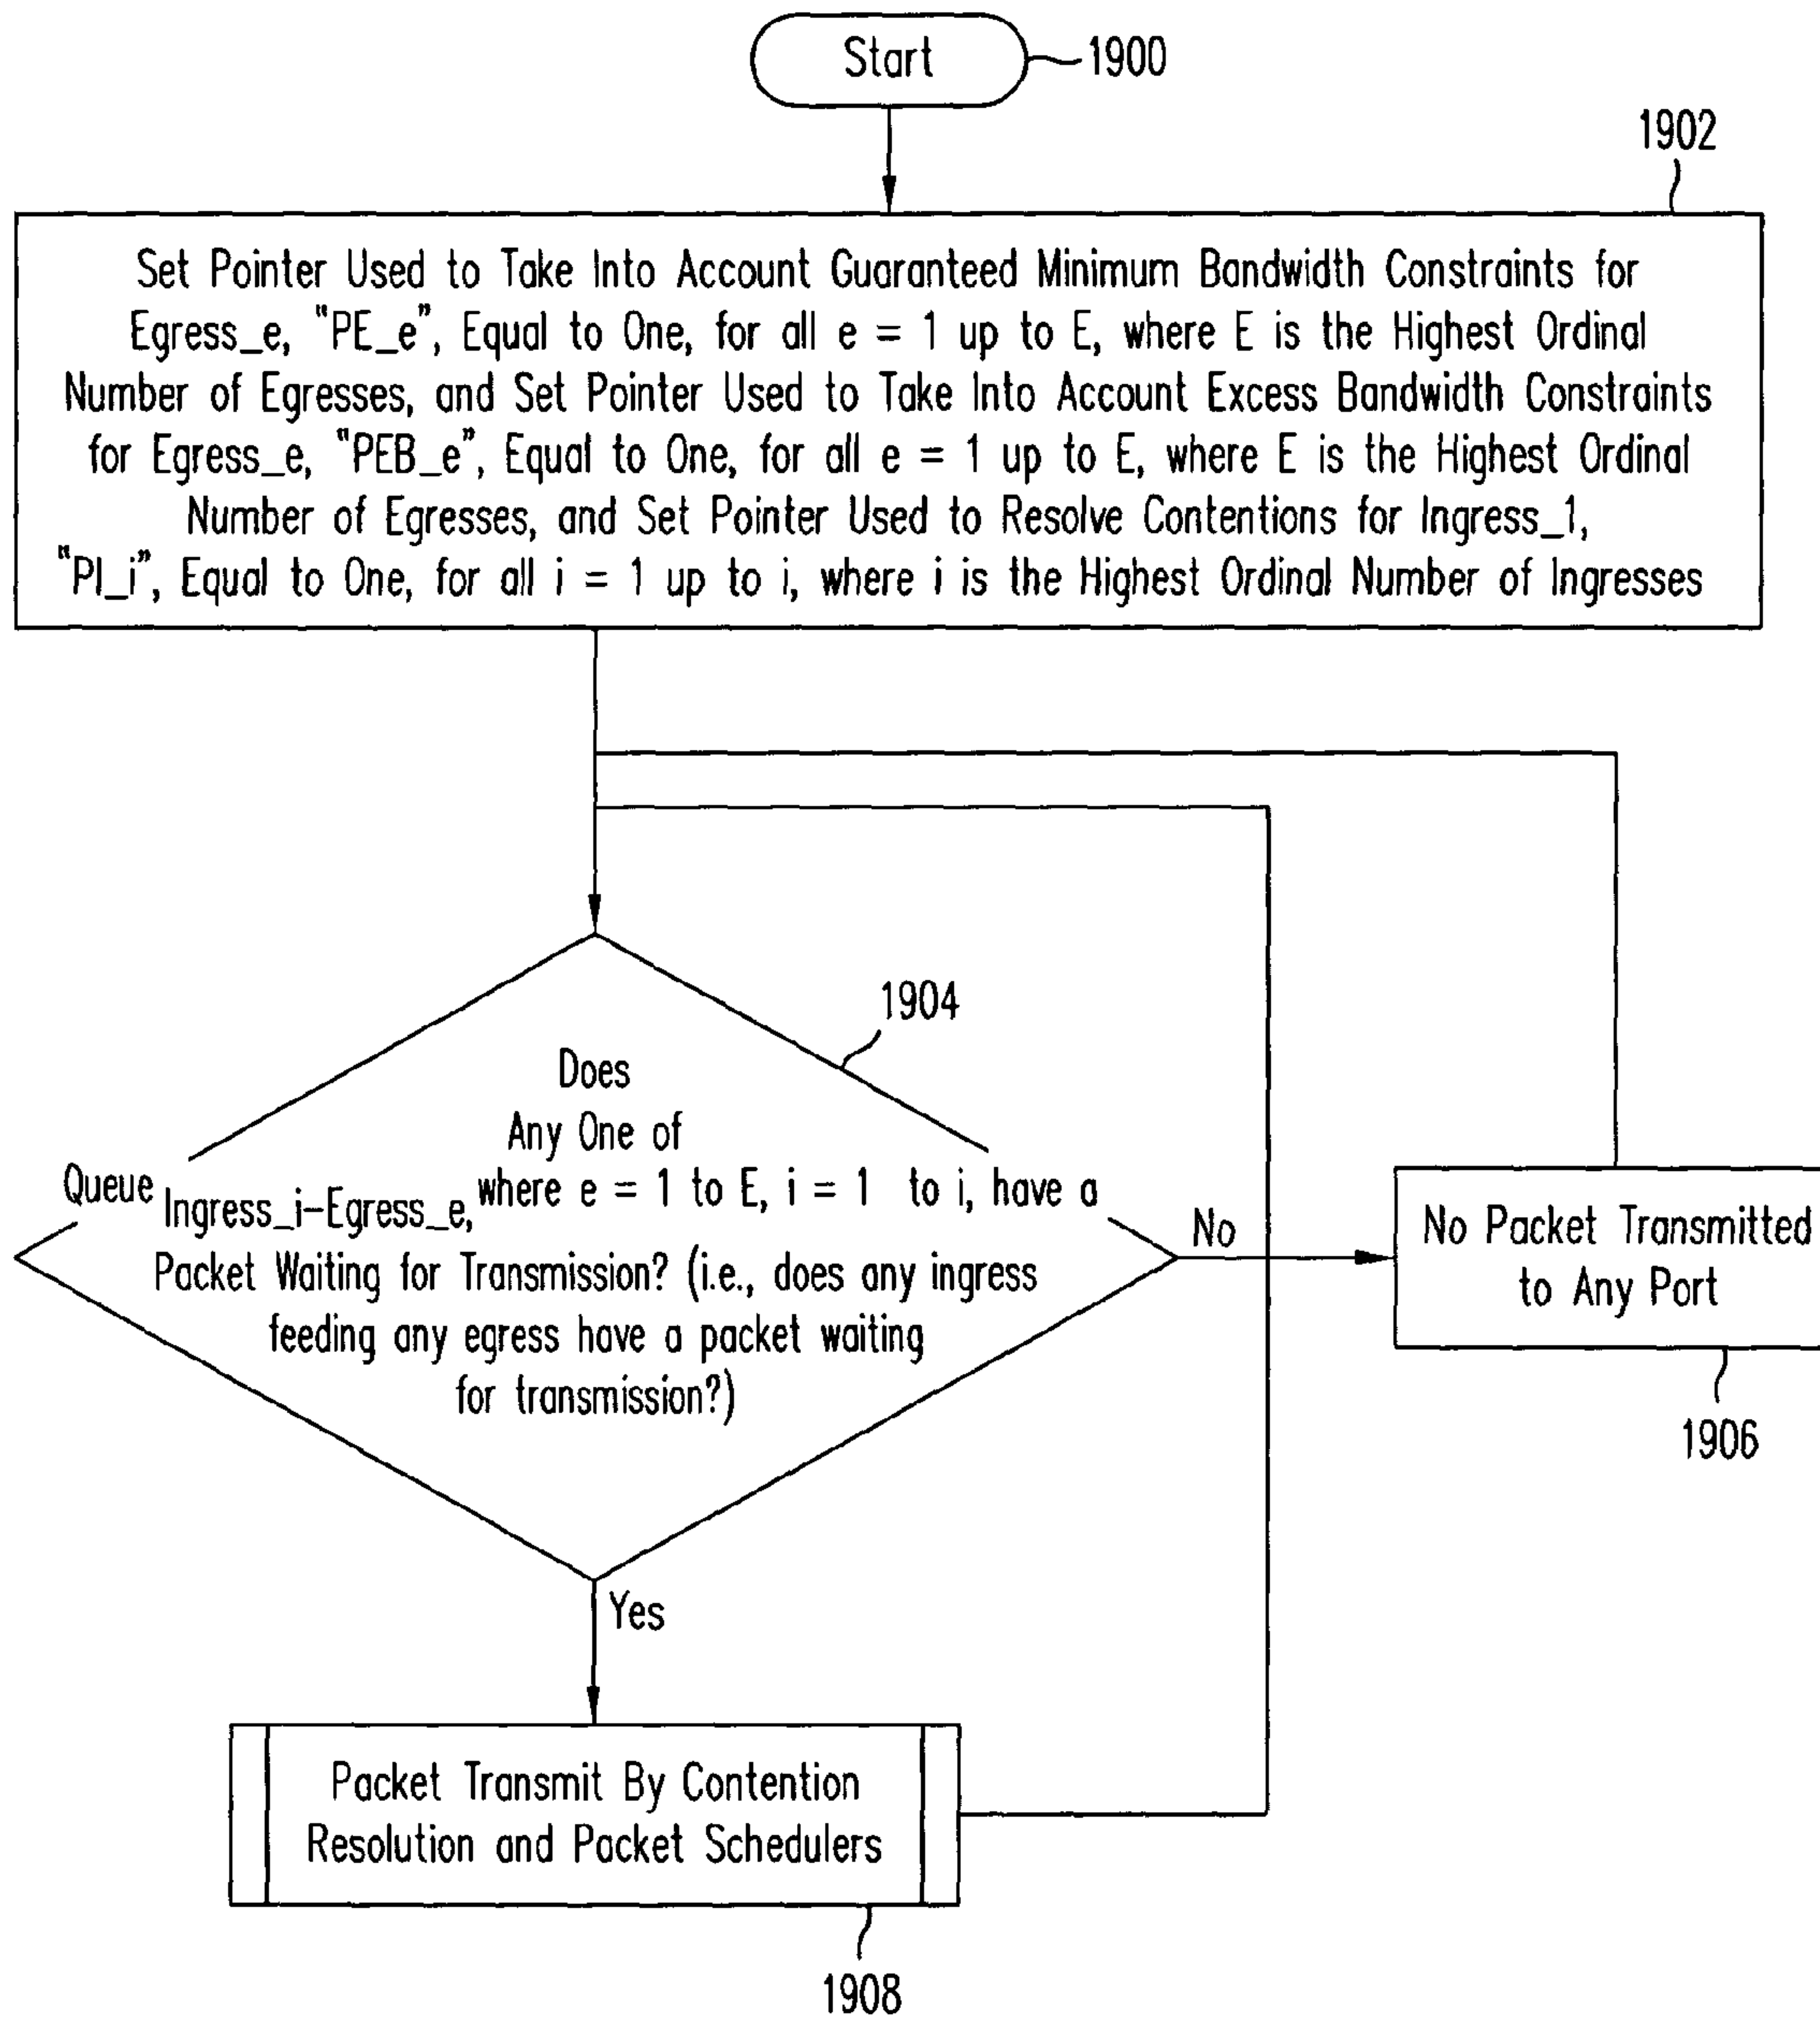 Start
1900
1902
Set Pointer Used to Take Into Account Guaranteed Minimum Bandwidth Constraints for
Egress_e, "PE_e", Equal to One, for all e = 1 up to E, where E is the Highest Ordinal
Number of Egresses, and Set Pointer Used to Take Into Account Excess Bandwidth Constraints
for Egress_e, "PEB_e", Equal to One, for all e = 1 up to E, where E is the Highest Ordinal
Number of Egresses, and Set Pointer Used to Resolve Contentions for Ingress_1,
"PI_i", Equal to One, for all i = 1 up to i, where i is the Highest Ordinal Number of Ingresses
1904
Does
Any One of
Queue Ingress_i-Egress_e, where e = 1 to E, i = 1 to i, have a
Packet Waiting for Transmission? (i.e., does any ingress
feeding any egress have a packet waiting
for transmission?)
No
No Packet Transmitted
to Any Port
1906
Yes
Packet Transmit By Contention
Resolution and Packet Schedulers
1908